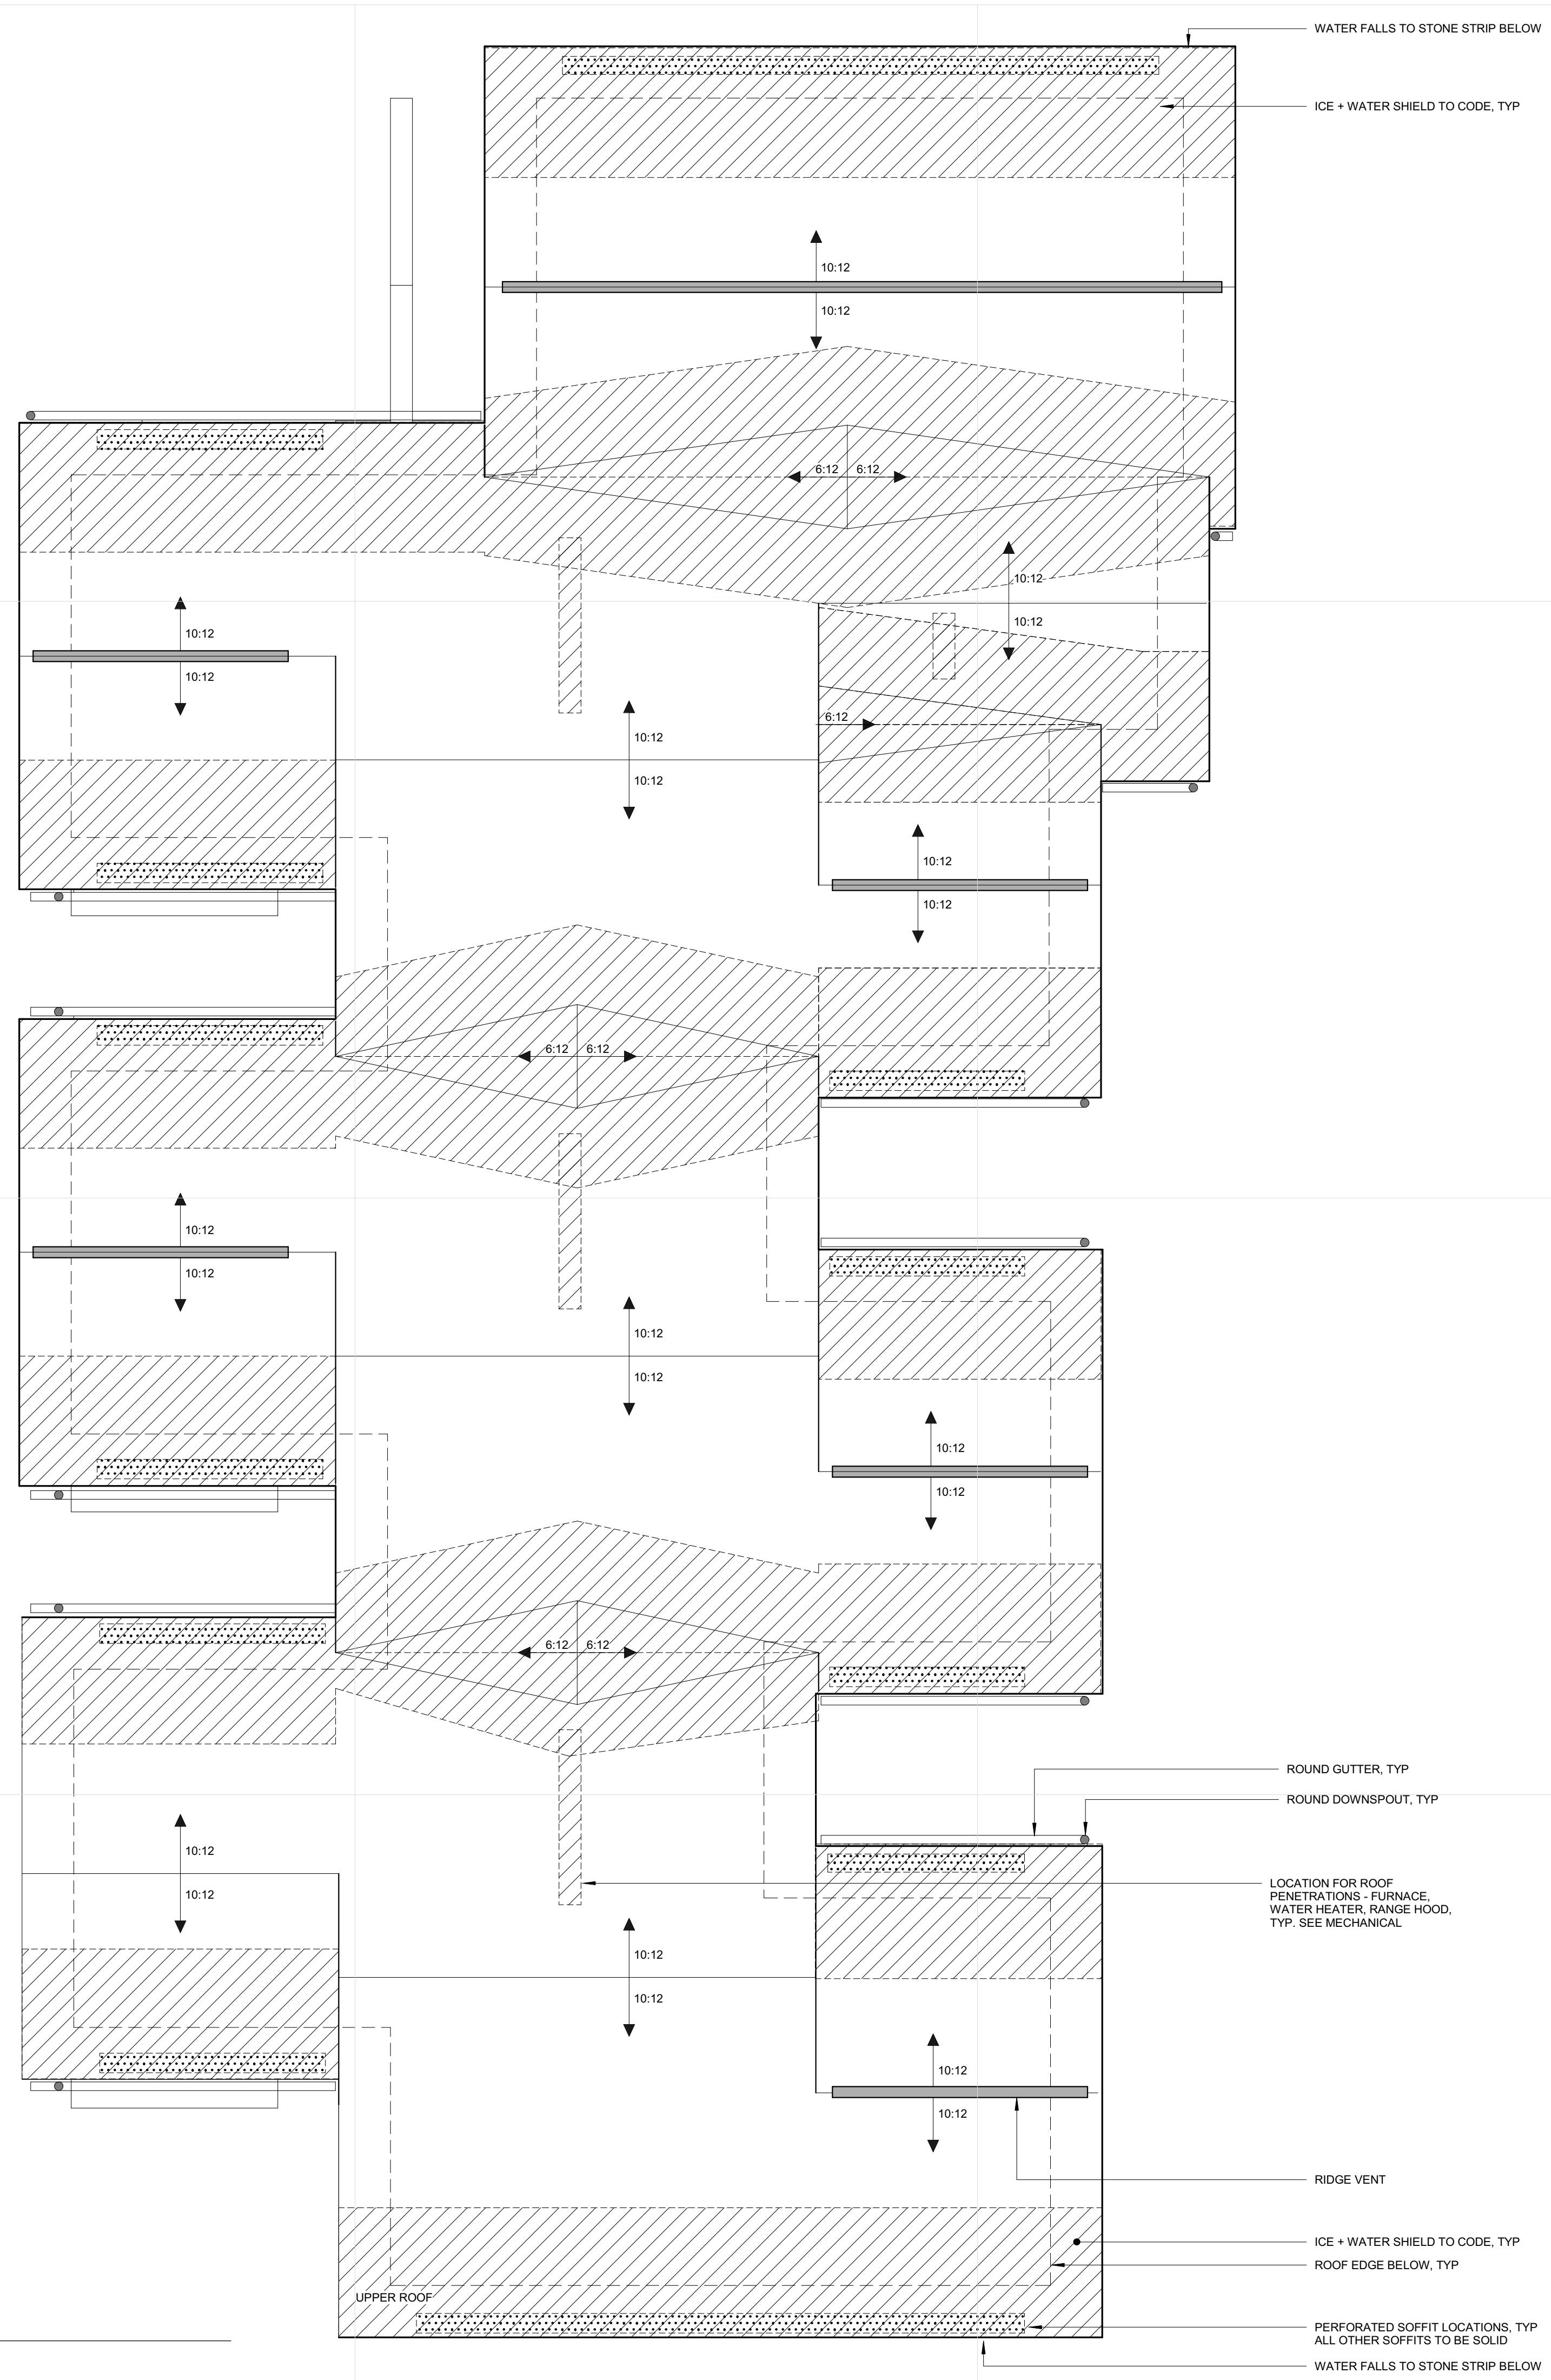 WATER FALLS TO STONE STRIP BELOW
ICE + WATER SHIELD TO CODE, TYP
10:12
10:12
6:12 6:12
10:12
10:12
10:12
10:12
6:12
10:12
10:12
10:12
10:12
6:12 6:12
10:12
10:12
10:12
10:12
10:12
10:12
6:12 6:12
ROUND GUTTER, TYP
ROUND DOWNSPOUT, TYP
10:12
10:12
LOCATION FOR ROOF
PENETRATIONS - FURNACE,
WATER HEATER, RANGE HOOD,
TYP. SEE MECHANICAL
10:12
10:12
10:12
10:12
RIDGE VENT
ICE + WATER SHIELD TO CODE, TYP
ROOF EDGE BELOW, TYP
UPPER ROOF
PERFORATED SOFFIT LOCATIONS, TYP
ALL OTHER SOFFITS TO BE SOLID
WATER FALLS TO STONE STRIP BELOW